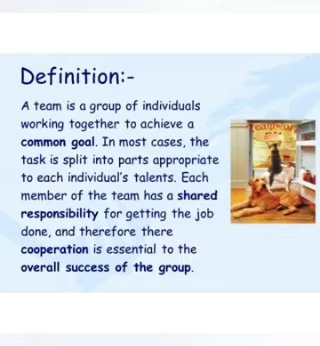 Definition:-
A team is a group of individuals
working together to achieve a
common goal. In most cases, the
task is split into parts appropriate
to each individual's talents. Each
member of the team has a shared
responsibility for getting the job
done, and therefore there
cooperation is essential to the
overall success of the group.
Teamwork